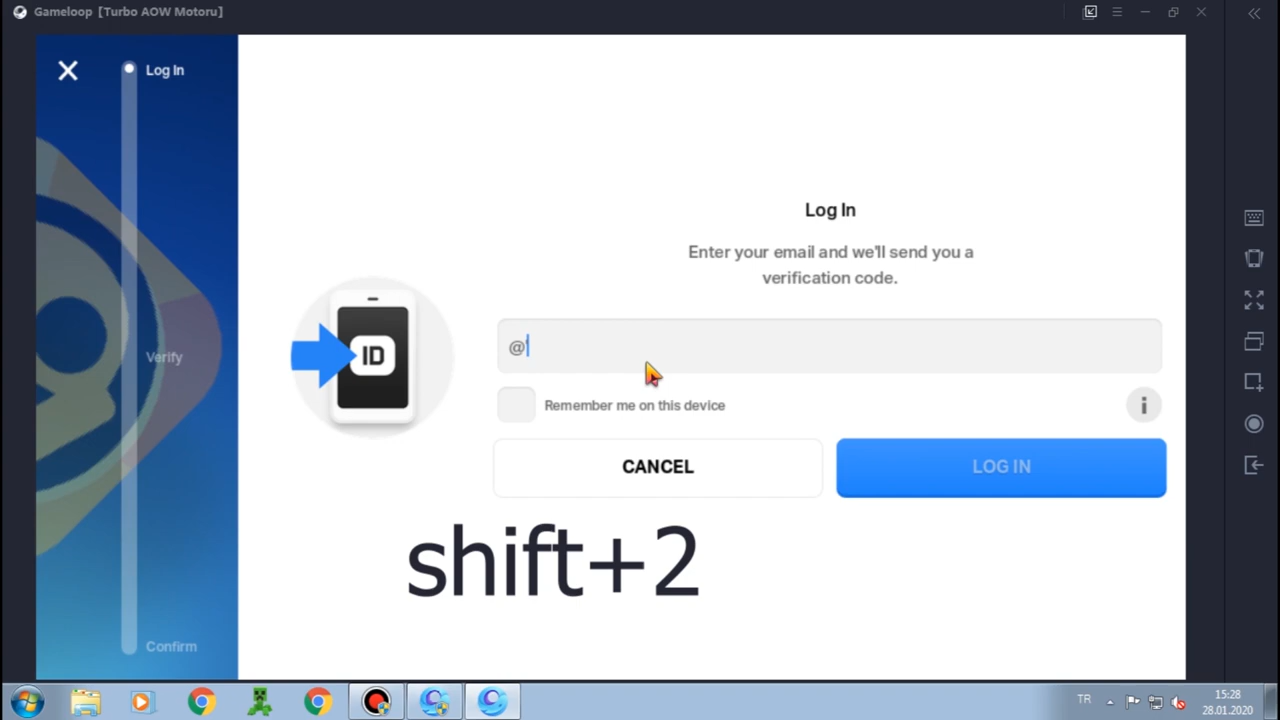 Gameloop [Turbo AOW Motoru]
Log In
Verify
Confirm
ID
Log In
Enter your email and we'll send you a
verification code.
@
Remember me on this device
i
CANCEL
LOG IN
shift+2
TR
15:28
28.01.2020